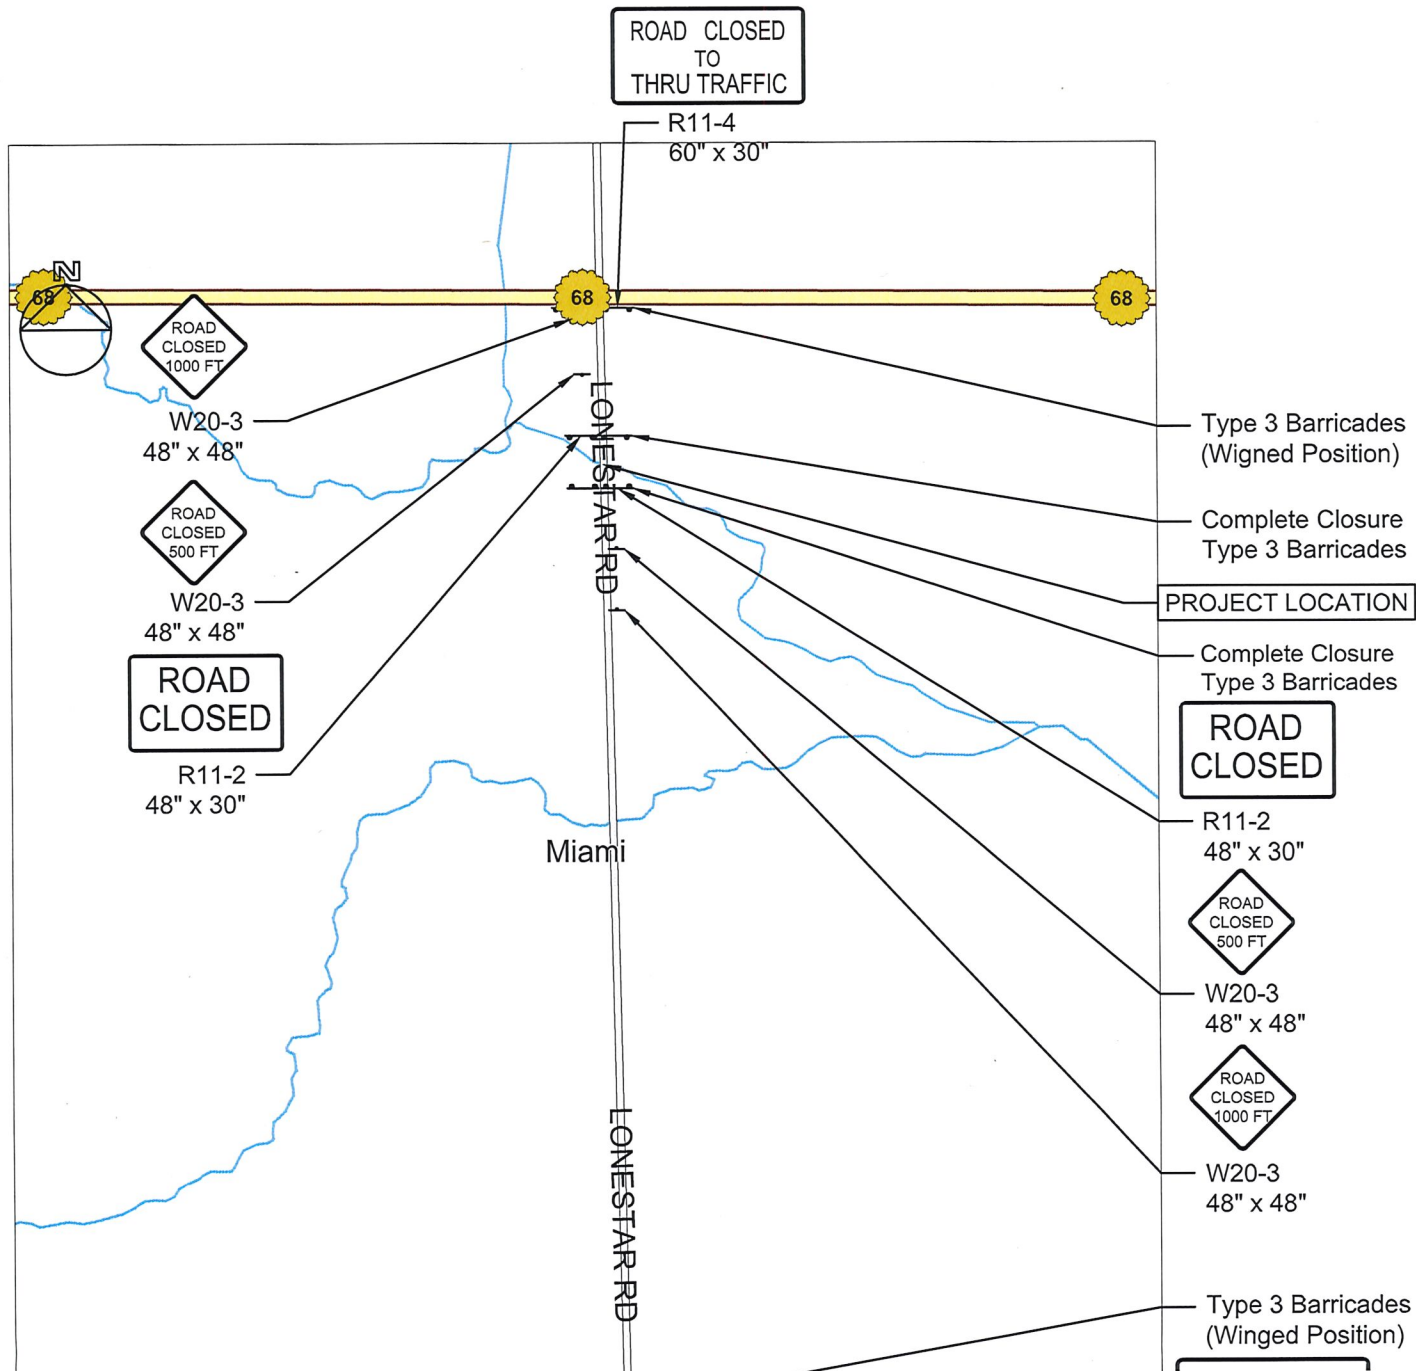 ROAD CLOSED
TO
THRU TRAFFIC
R11-4
60" x 30"
N
68
68
68
ROAD
CLOSED
1000 FT
W20-3
48" x 48"
ROAD
CLOSED
500 FT
W20-3
48" x 48"
ROAD
CLOSED
R11-2
48" x 30"
LONESTAR RD
Miami
LONESTAR RD
Type 3 Barricades
(Wigned Position)
Complete Closure
Type 3 Barricades
PROJECT LOCATION
Complete Closure
Type 3 Barricades
ROAD
CLOSED
R11-2
48" x 30"
ROAD
CLOSED
500 FT
W20-3
48" x 48"
ROAD
CLOSED
1000 FT
W20-3
48" x 48"
Type 3 Barricades
(Winged Position)